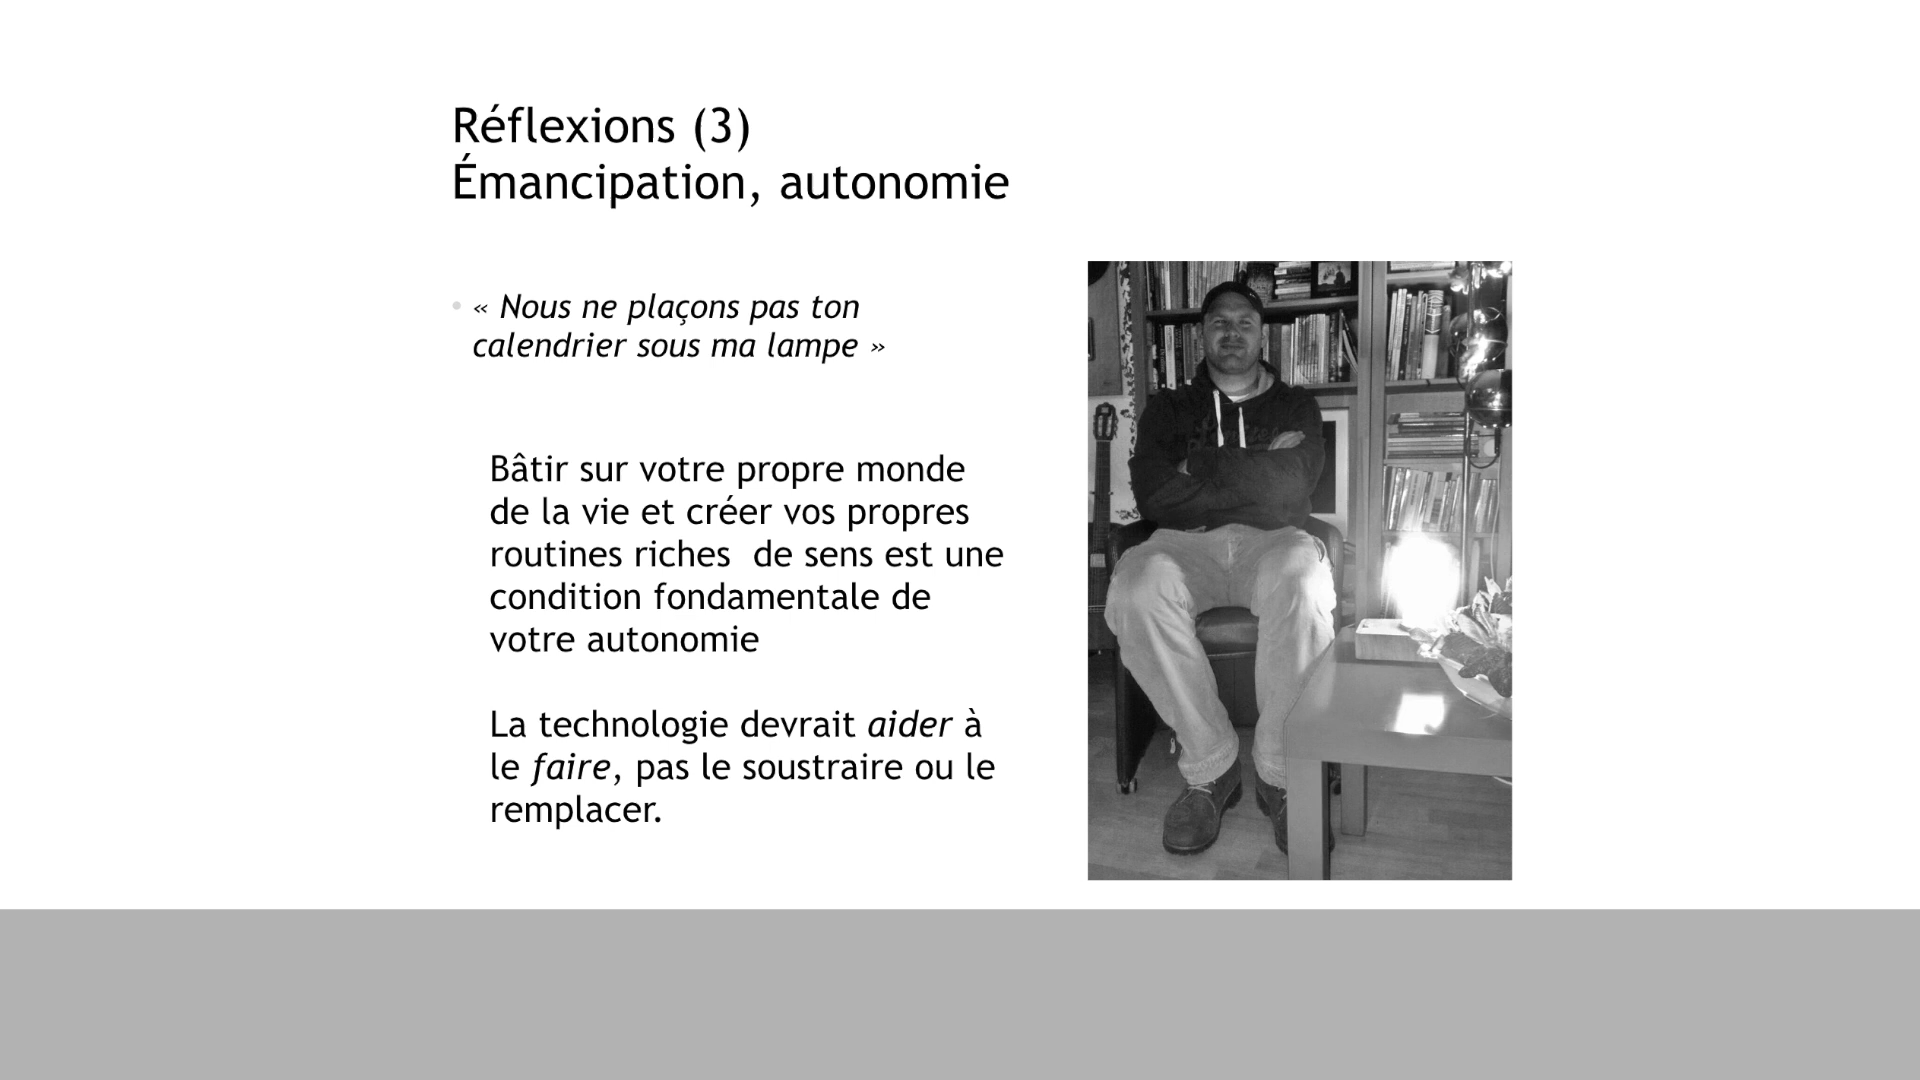 Réflexions (3)
Émancipation, autonomie
• « Nous ne plaçons pas ton
calendrier sous ma lampe »
Bâtir sur votre propre monde
de la vie et créer vos propres
routines riches  de sens est une
condition fondamentale de
votre autonomie
La technologie devrait aider à
le faire, pas le soustraire ou le
remplacer.